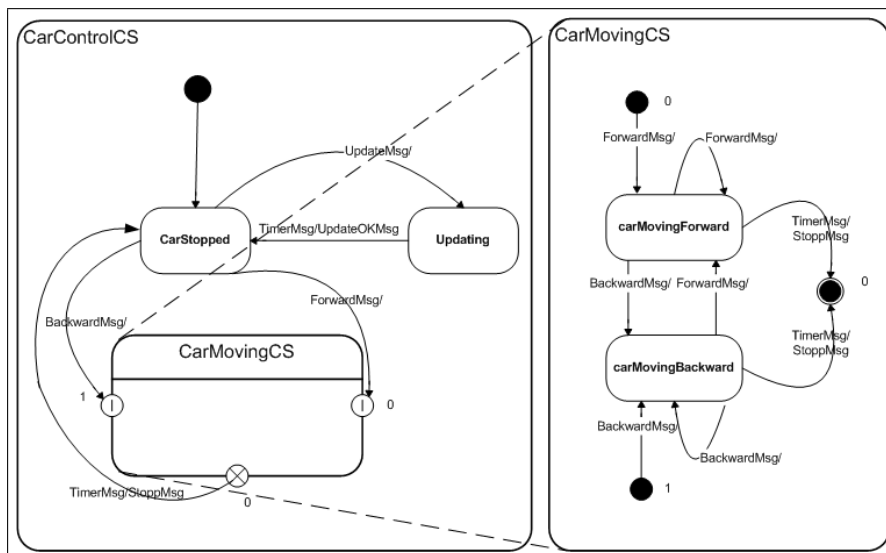 CarControlCS
UpdateMsg/
CarStopped
TimerMsg/UpdateOKMsg
Updating
BackwardMsg/
ForwardMsg/
CarMovingCS
1
I
I
0
TimerMsg/StoppMsg
0
CarMovingCS
0
ForwardMsg/
ForwardMsg/
carMovingForward
TimerMsg/
StoppMsg
BackwardMsg/
ForwardMsg/
0
TimerMsg/
StoppMsg
carMovingBackward
BackwardMsg/
BackwardMsg/
1